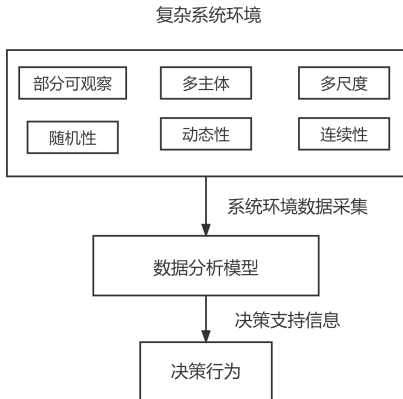 复杂系统环境
部分可观察
多主体
多尺度
随机性
动态性
连续性
系统环境数据采集
数据分析模型
决策支持信息
决策行为